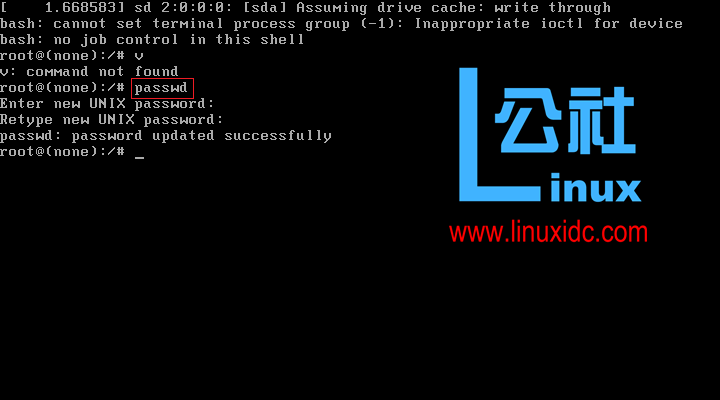 [    1.668583] sd 2:0:0:0: [sda] Assuming drive cache: write through
bash: cannot set terminal process group (-1): Inappropriate ioctl for device
bash: no job control in this shell
root@(none):/# v
v: command not found
root@(none):/# passwd
Enter new UNIX password:
Retype new UNIX password:
passwd: password updated successfully
root@(none):/# _
公社
Linux
www.linuxidc.com